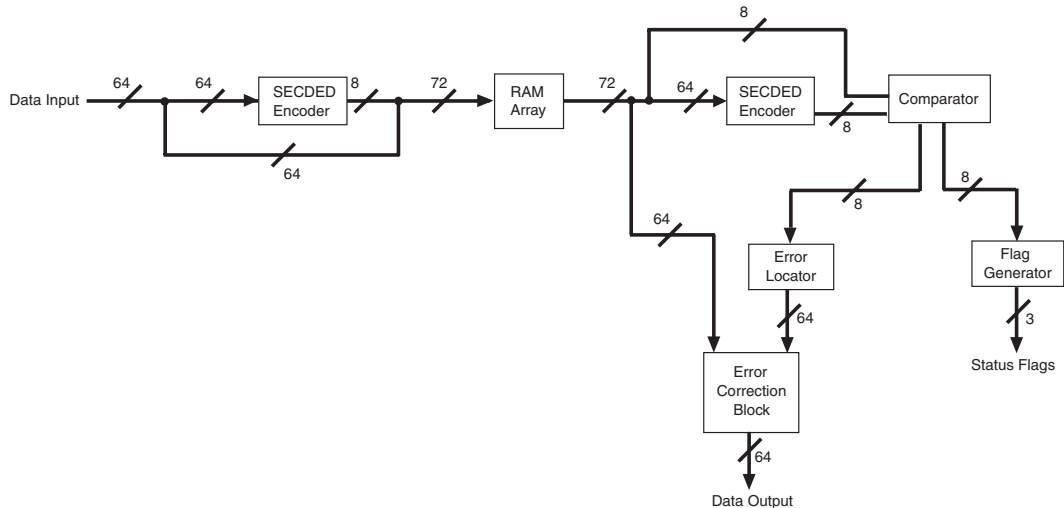 8
64
64
SECDED
Encoder
8
72
RAM
Array
72
64
SECDED
Encoder
8
Comparator
Data Input
64
8
8
64
Error
Locator
Flag
Generator
64
3
Status Flags
Error
Correction
Block
64
Data Output